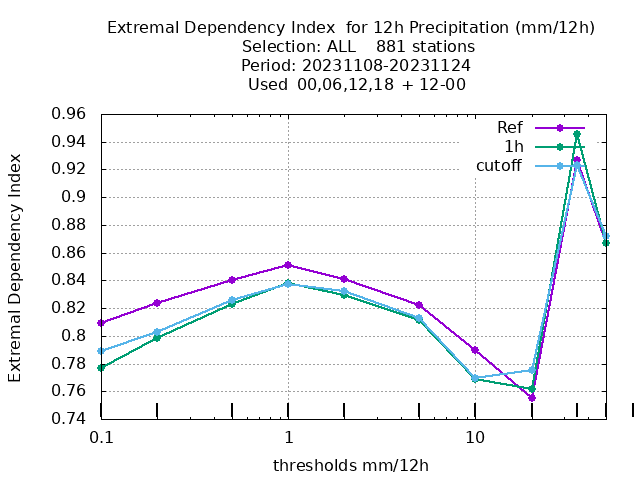 Extremal Dependency Index  for 12h Precipitation (mm/12h)
Selection: ALL    881 stations
Period: 20231108-20231124
Used  00,06,12,18  + 12-00
0.96
0.94
0.92
0.9
0.88
0.86
0.84
0.82
0.8
0.78
0.76
0.74
Extremal Dependency Index
Ref
1h
cutoff
0.1
1
10
thresholds mm/12h